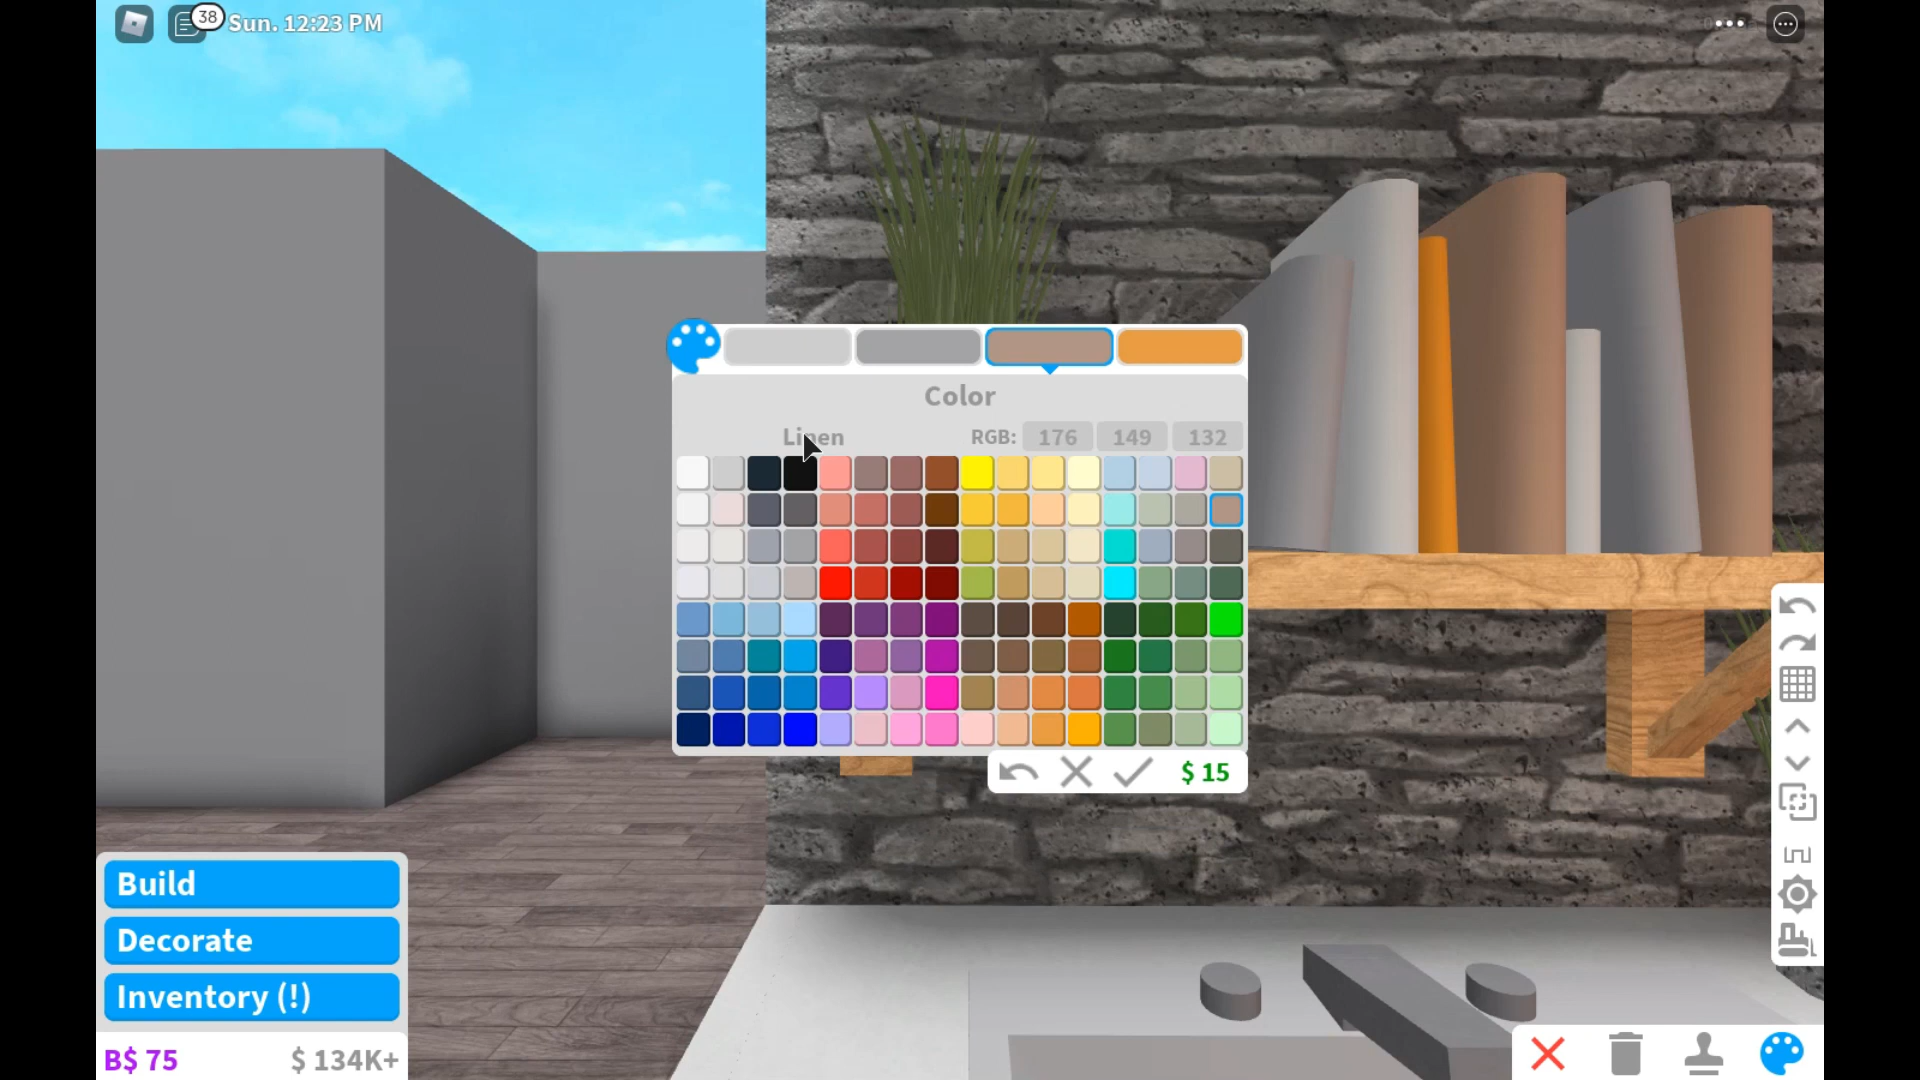 38 Sun. 12:23 PM
Color
Linen RGB: 176 149 132
$ 15
Build
Decorate
Inventory (!)
B$ 75 $ 134K+